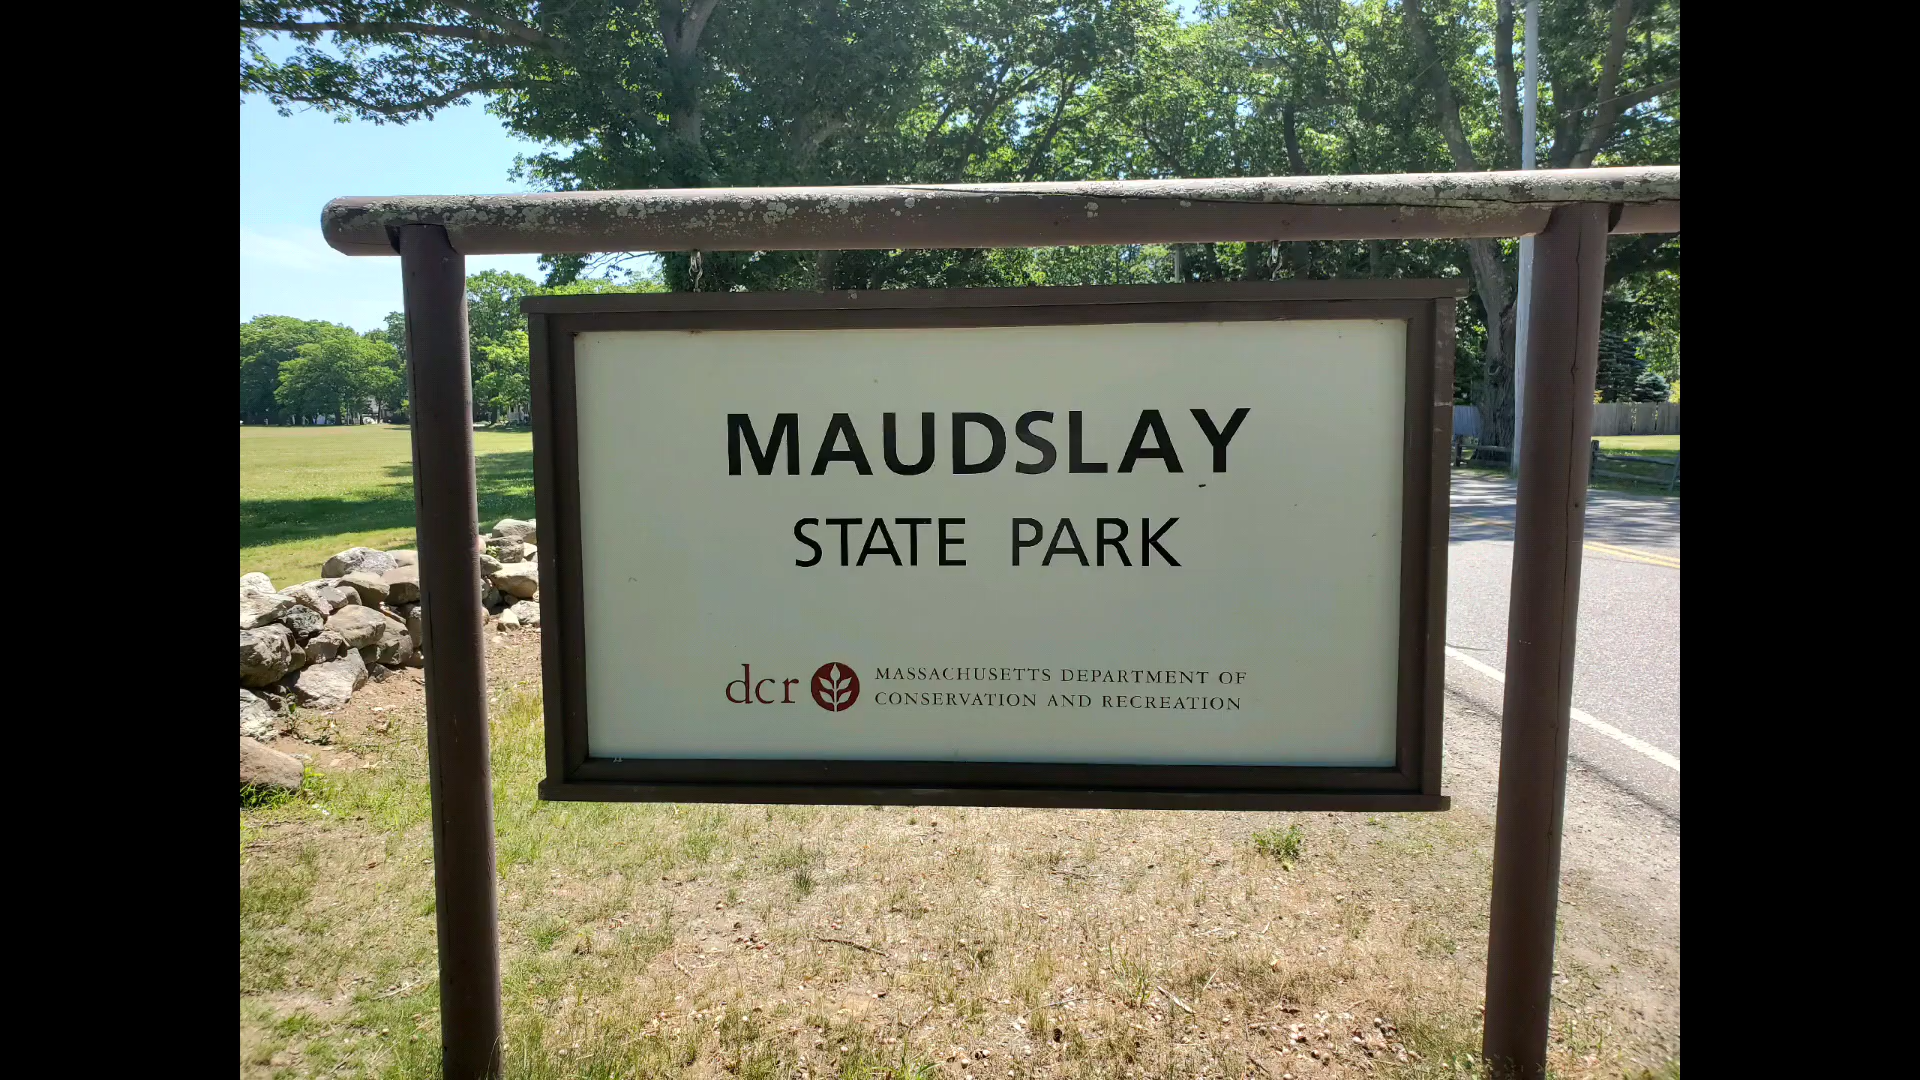 MAUDSLAY
STATE PARK
dcr MASSACHUSETTS DEPARTMENT OF
CONSERVATION AND RECREATION